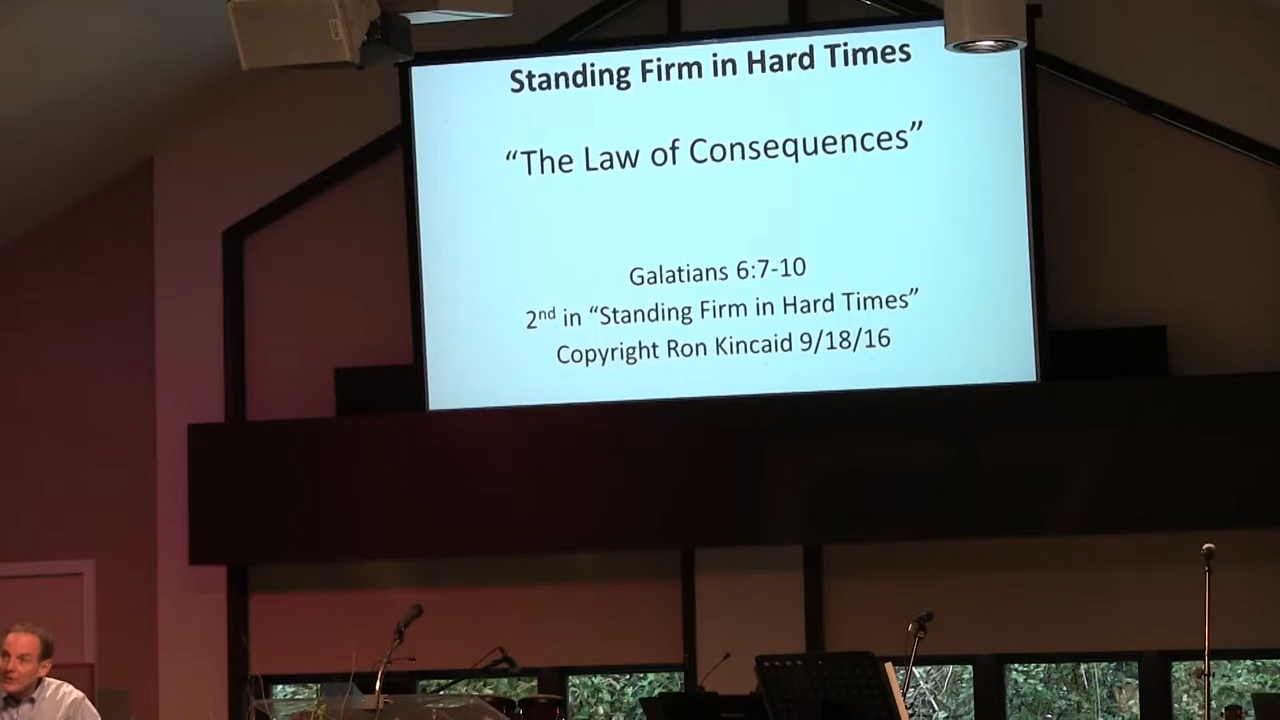 Standing Firm in Hard Times
“The Law of Consequences”
Galatians 6:7-10
2nd in “Standing Firm in Hard Times”
Copyright Ron Kincaid 9/18/16